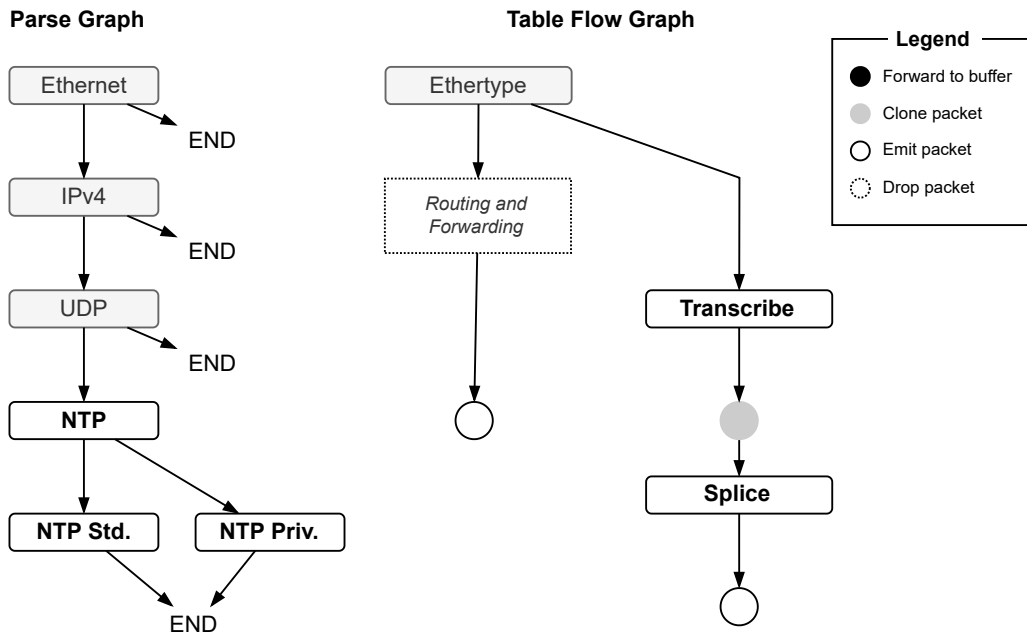 Parse Graph
Ethernet
END
IPv4
END
UDP
END
NTP
NTP Std.
NTP Priv.
END
Table Flow Graph
Ethertype
Routing and
Forwarding
Transcribe
Splice
Legend
Forward to buffer
Clone packet
Emit packet
Drop packet